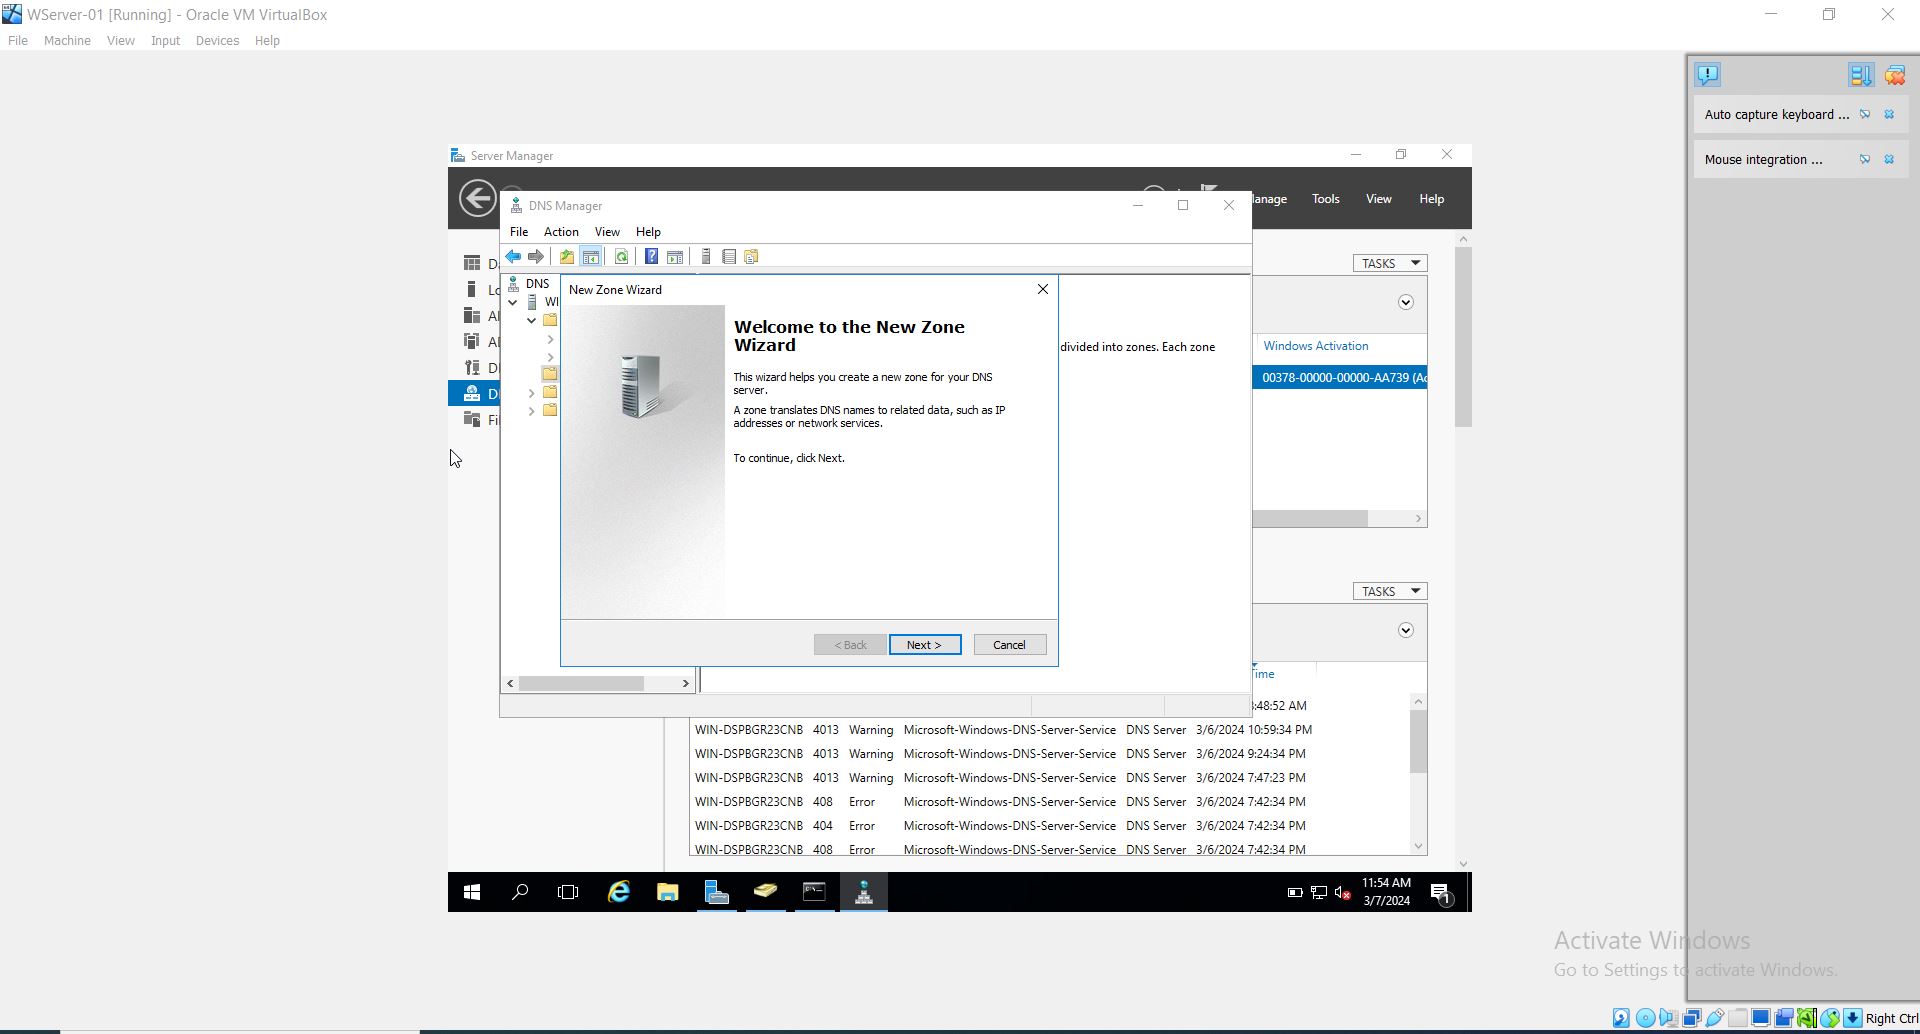 WServer-01 [Running] - Oracle VM VirtualBox
File Machine View Input Devices Help
Auto capture keyboard ...
Mouse integration ...
Server Manager
Tools View Help
DNS Manager
File Action View Help
TASKS
DNS
New Zone Wizard
Welcome to the New Zone
Wizard
This wizard helps you create a new zone for your DNS
server.
A zone translates DNS names to related data, such as IP
addresses or network services.
To continue, click Next.
< Back Next > Cancel
divided into zones. Each zone
Windows Activation
00378-00000-00000-AA739 (Ac
TASKS
:48:52 AM
WIN-DSPBGR23CNB 4013 Warning Microsoft-Windows-DNS-Server-Service DNS Server 3/6/2024 10:59:34 PM
WIN-DSPBGR23CNB 4013 Warning Microsoft-Windows-DNS-Server-Service DNS Server 3/6/2024 9:24:34 PM
WIN-DSPBGR23CNB 4013 Warning Microsoft-Windows-DNS-Server-Service DNS Server 3/6/2024 7:47:23 PM
WIN-DSPBGR23CNB 408 Error Microsoft-Windows-DNS-Server-Service DNS Server 3/6/2024 7:42:34 PM
WIN-DSPBGR23CNB 404 Error Microsoft-Windows-DNS-Server-Service DNS Server 3/6/2024 7:42:34 PM
WIN-DSPBGR23CNB 408 Error Microsoft-Windows-DNS-Server-Service DNS Server 3/6/2024 7:42:34 PM
11:54 AM
3/7/2024
1
Activate Windows
Go to Settings to activate Windows.
Right Ctrl